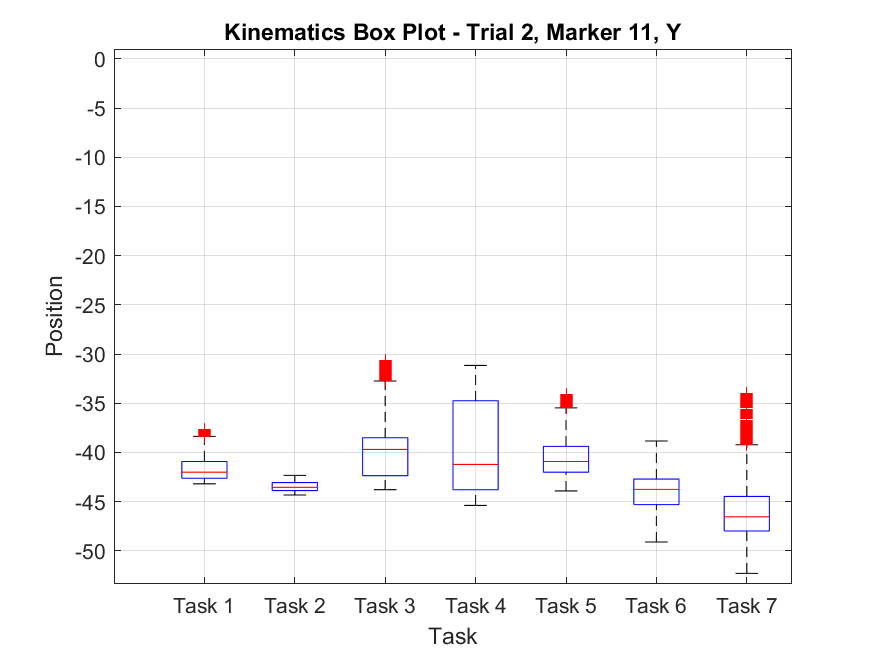 Kinematics Box Plot - Trial 2, Marker 11, Y
0
-5
-10
-15
-20
-25
-30
-35
-40
-45
-50
Position
Task 1 Task 2 Task 3 Task 4 Task 5 Task 6 Task 7
Task